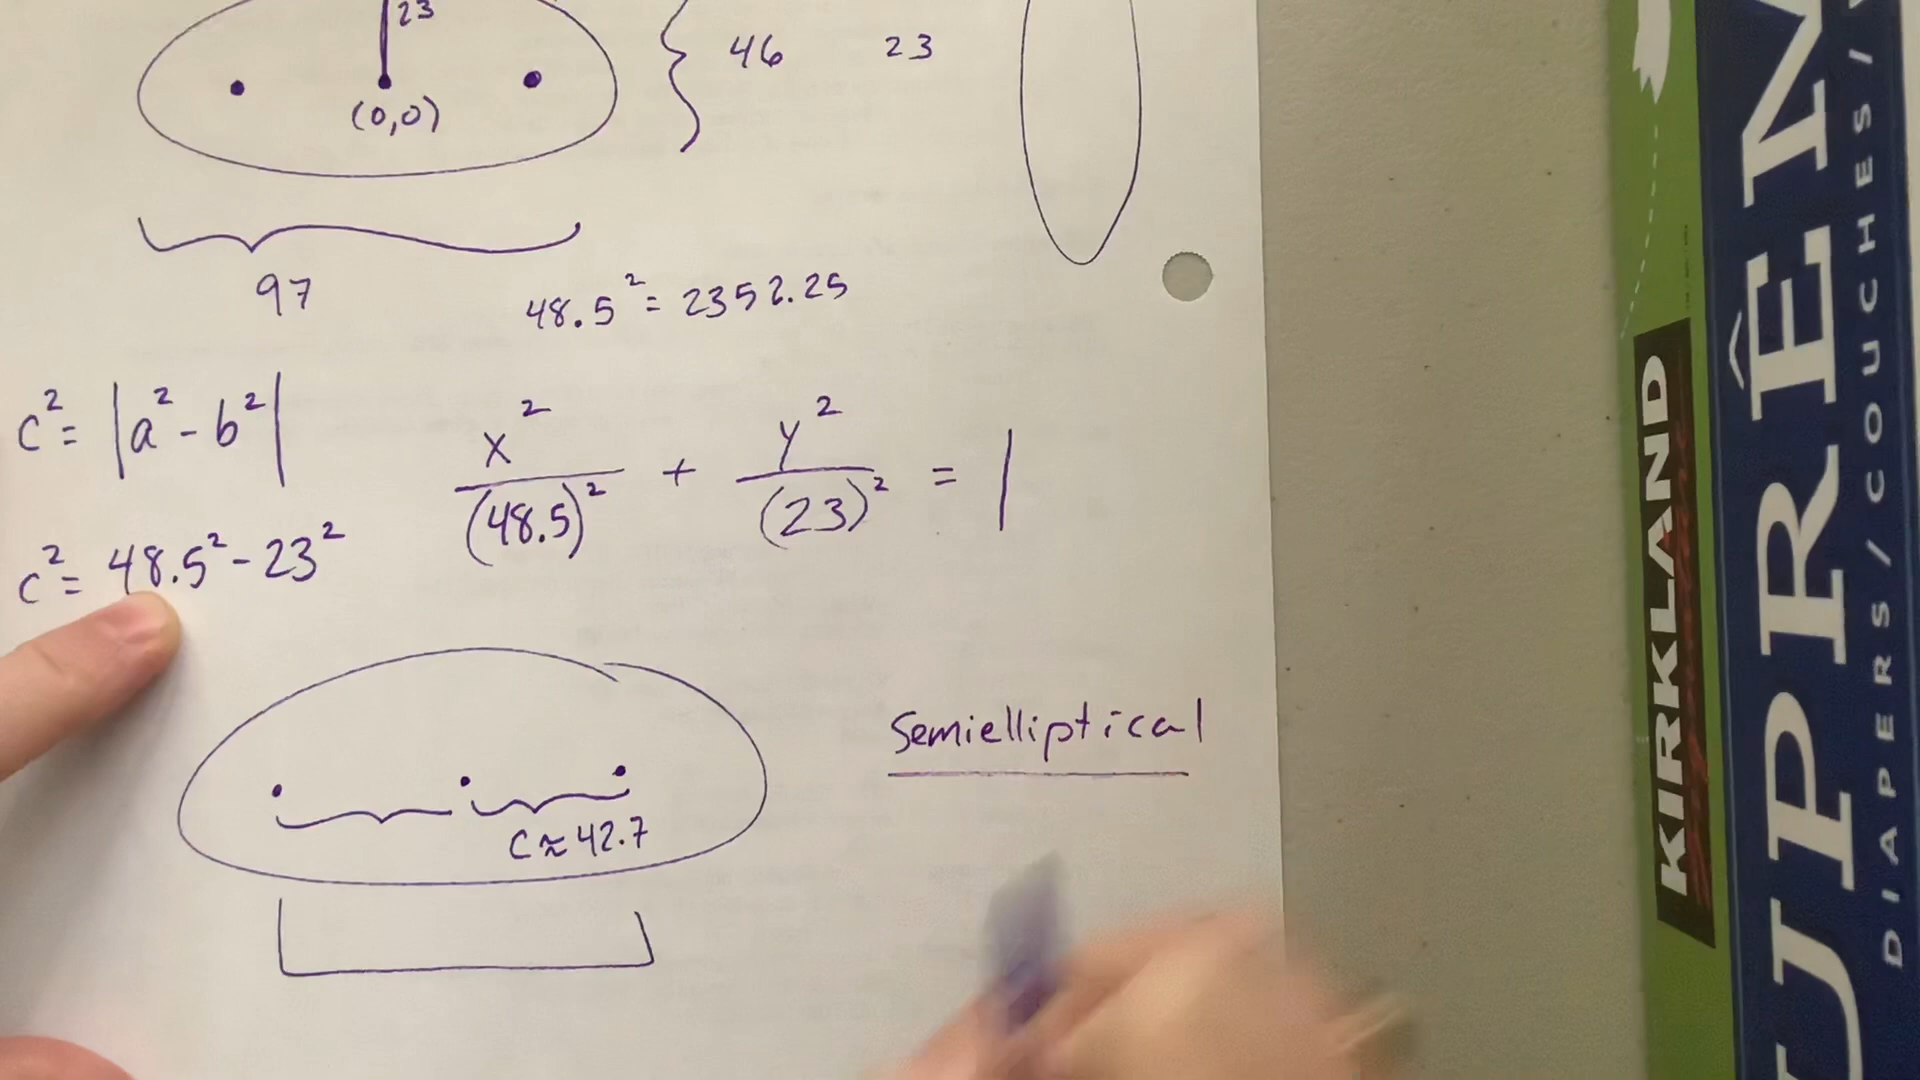 23
46 23
(0,0)
97
48.5² = 2352.25
c² = |a² - b²|
x² / (48.5)² + y² / (23)² = 1
c² = 48.5² - 23²
Semielliptical
c ≈ 42.7
KIRKLAND
DIAPERS / COUCHES /